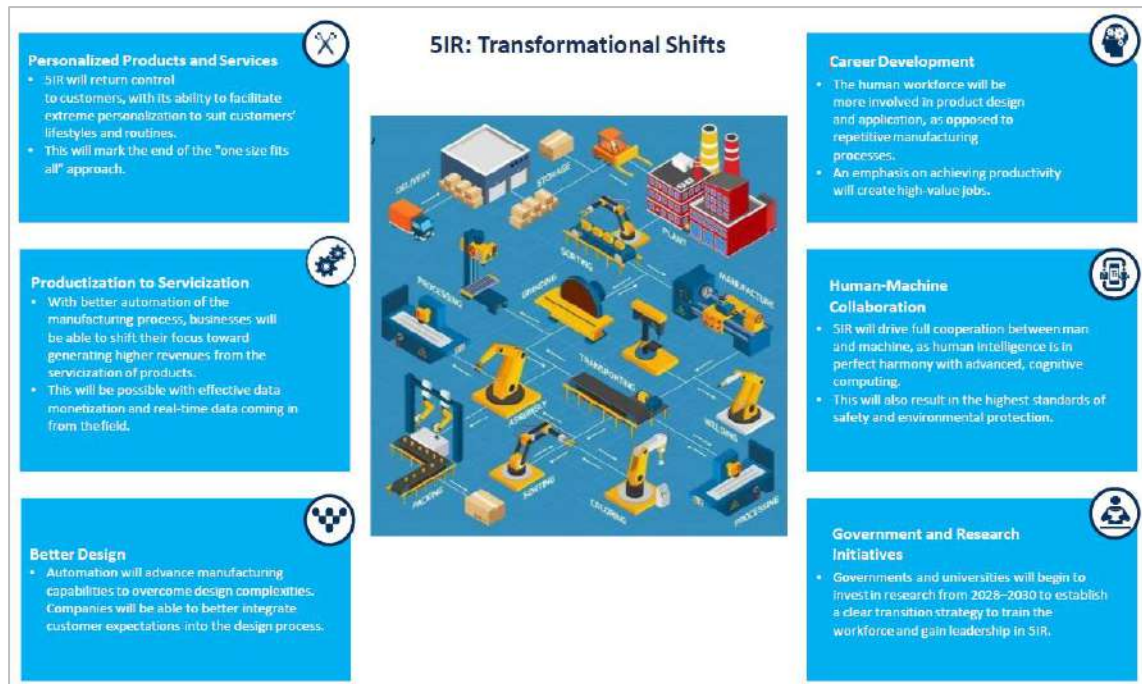 5IR: Transformational Shifts
Personalized Products and Services
• 5IR will return control
to customers, with its ability to facilitate
extreme personalization to suit customers'
lifestyles and routines.
• This will mark the end of the "one size fits
all" approach.
Productization to Servicization
• With better automation of the
manufacturing process, businesses will
be able to shift their focus toward
generating higher revenues from the
servicization of products.
• This will be possible with effective data
monetization and real-time data coming in
from the field.
Better Design
• Automation will advance manufacturing
capabilities to overcome design complexities.
Companies will be able to better integrate
customer expectations into the design process.
DELIVERY
STORAGE
PLANT
SORTING
PROCESSING
GRINDING
MANUFACTURE
TRANSPORTING
ASSEMBLY
WELDING
PACKING
SORTING
COLORING
PROCESSING
Career Development
• The human workforce will be
more involved in product design
and application, as opposed to
repetitive manufacturing
processes.
• An emphasis on achieving productivity
will create high-value jobs.
Human-Machine
Collaboration
• 5IR will drive full cooperation between man
and machine, as human intelligence is in
perfect harmony with advanced, cognitive
computing.
• This will also result in the highest standards of
safety and environmental protection.
Government and Research
Initiatives
• Governments and universities will begin to
invest in research from 2028–2030 to establish
a clear transition strategy to train the
workforce and gain leadership in 5IR.